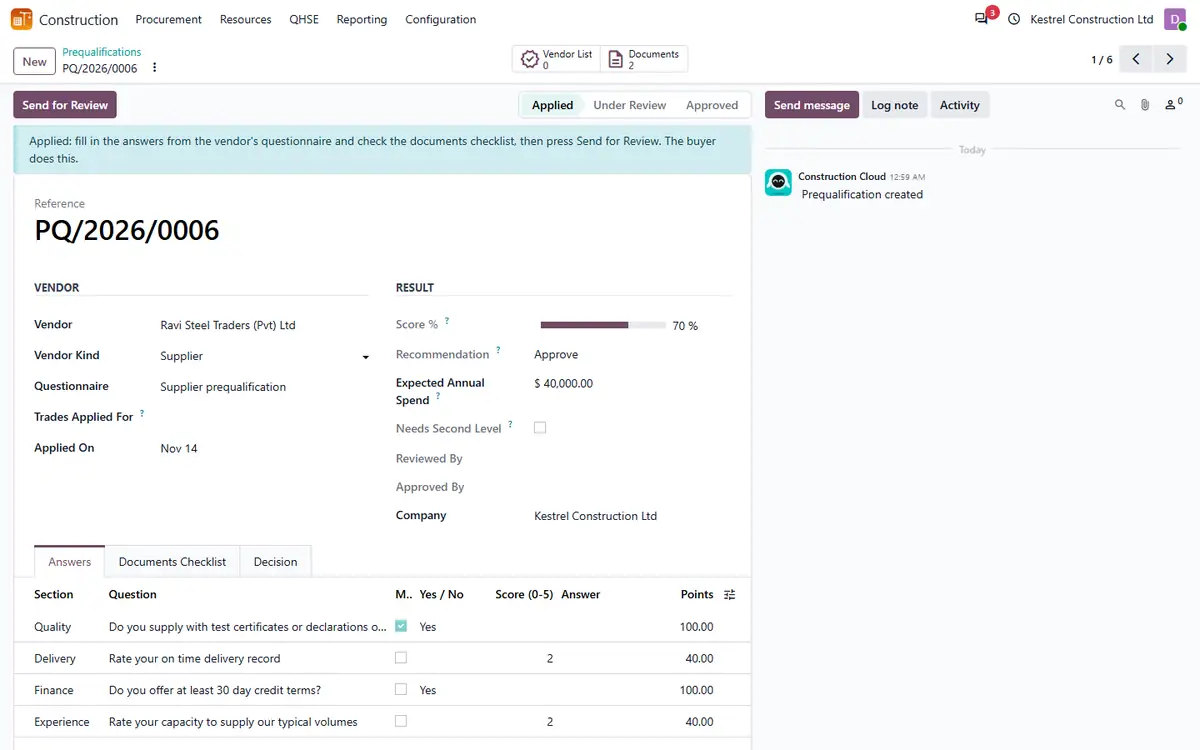 Construction Procurement Resources QHSE Reporting Configuration 3 Kestrel Construction Ltd D
New Prequalifications
PQ/2026/0006
Vendor List 0 Documents 2
1 / 6
Send for Review Applied Under Review Approved Send message Log note Activity 0
Applied: fill in the answers from the vendor's questionnaire and check the documents checklist, then press Send for Review. The buyer
does this.
Today
Construction Cloud 12:59 AM
Prequalification created
Reference
PQ/2026/0006
VENDOR
Vendor Ravi Steel Traders (Pvt) Ltd
Vendor Kind Supplier
Questionnaire Supplier prequalification
Trades Applied For ?
Applied On Nov 14
RESULT
Score % ? 70 %
Recommendation ? Approve
Expected Annual
Spend ? $ 40,000.00
Needs Second Level ?
Reviewed By
Approved By
Company Kestrel Construction Ltd
Answers Documents Checklist Decision
Section Question M.. Yes / No Score (0-5) Answer Points
Quality Do you supply with test certificates or declarations o... Yes 100.00
Delivery Rate your on time delivery record 2 40.00
Finance Do you offer at least 30 day credit terms? Yes 100.00
Experience Rate your capacity to supply our typical volumes 2 40.00